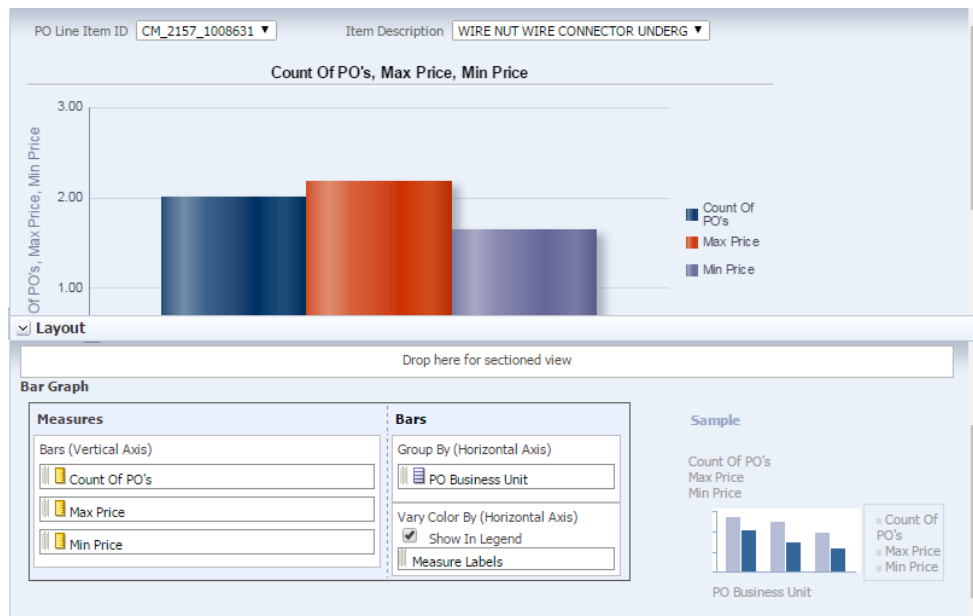 PO Line Item ID CM_2157_1008631 Item Description WIRE NUT WIRE CONNECTOR UNDERG
Count Of PO's, Max Price, Min Price
3.00
2.00
1.00
Of PO's, Max Price, Min Price
Count Of
PO's
Max Price
Min Price
Layout
Drop here for sectioned view
Bar Graph
Measures
Bars (Vertical Axis)
Count Of PO's
Max Price
Min Price
Bars
Group By (Horizontal Axis)
PO Business Unit
Vary Color By (Horizontal Axis)
Show In Legend
Measure Labels
Sample
Count Of PO's
Max Price
Min Price
Count Of
PO's
Max Price
Min Price
PO Business Unit